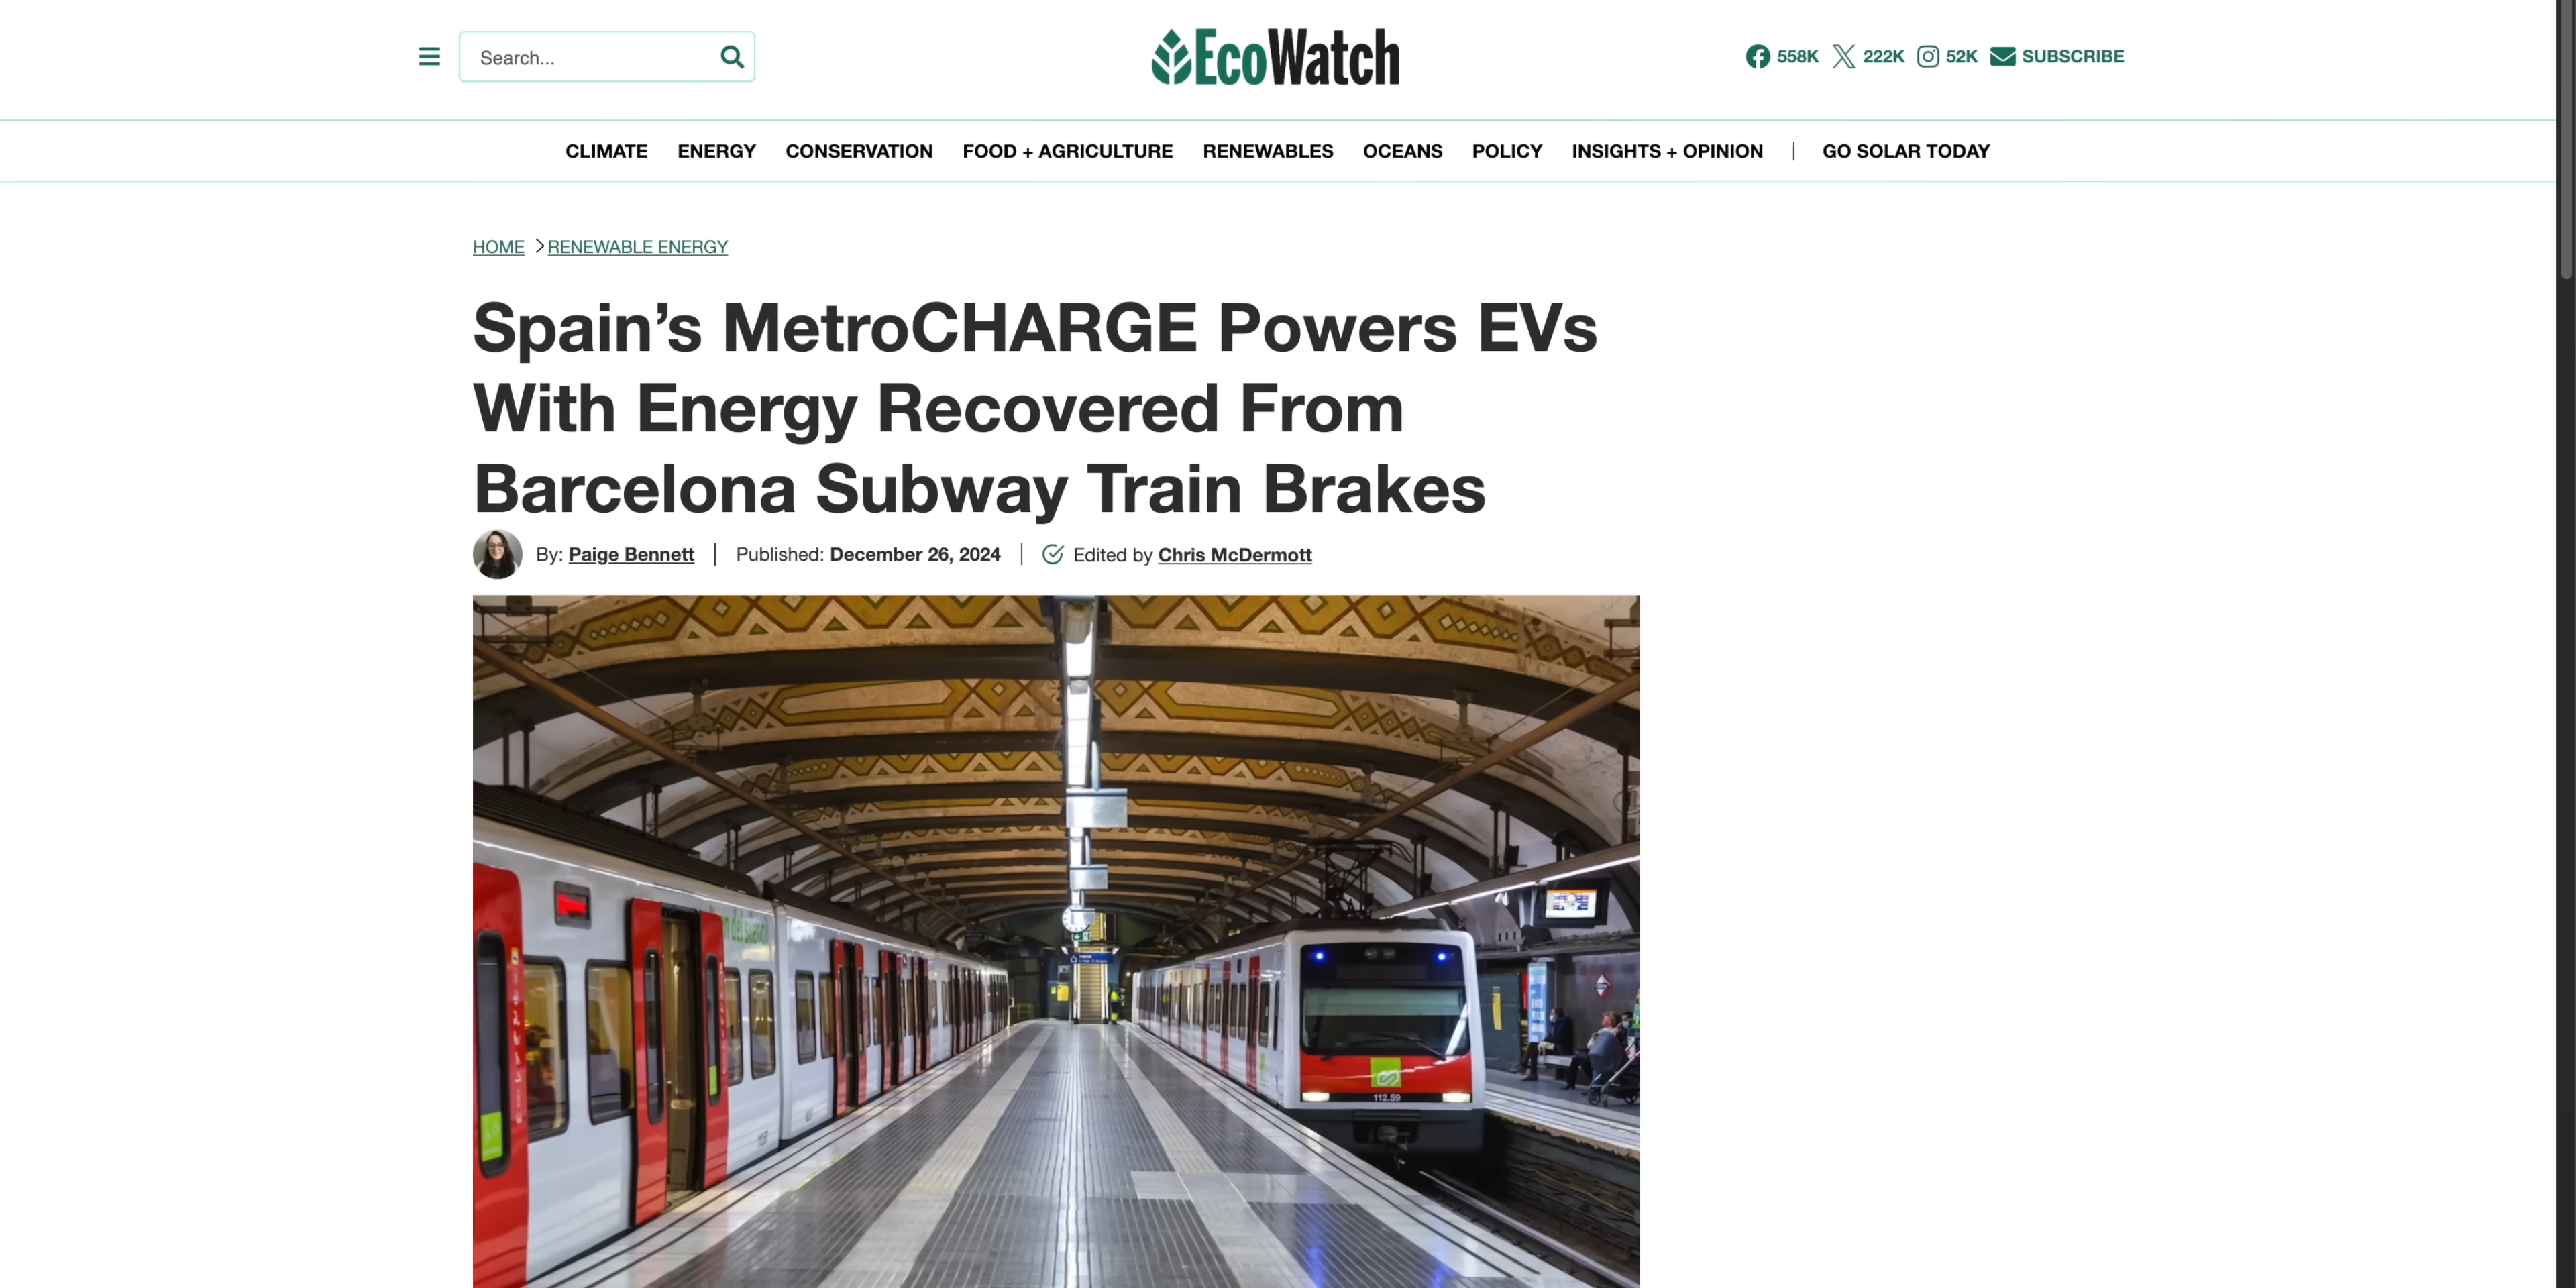 Search...
EcoWatch
558K 222K 52K SUBSCRIBE
CLIMATE ENERGY CONSERVATION FOOD + AGRICULTURE RENEWABLES OCEANS POLICY INSIGHTS + OPINION | GO SOLAR TODAY
HOME > RENEWABLE ENERGY
Spain’s MetroCHARGE Powers EVs
With Energy Recovered From
Barcelona Subway Train Brakes
By: Paige Bennett | Published: December 26, 2024 | Edited by Chris McDermott
112.59